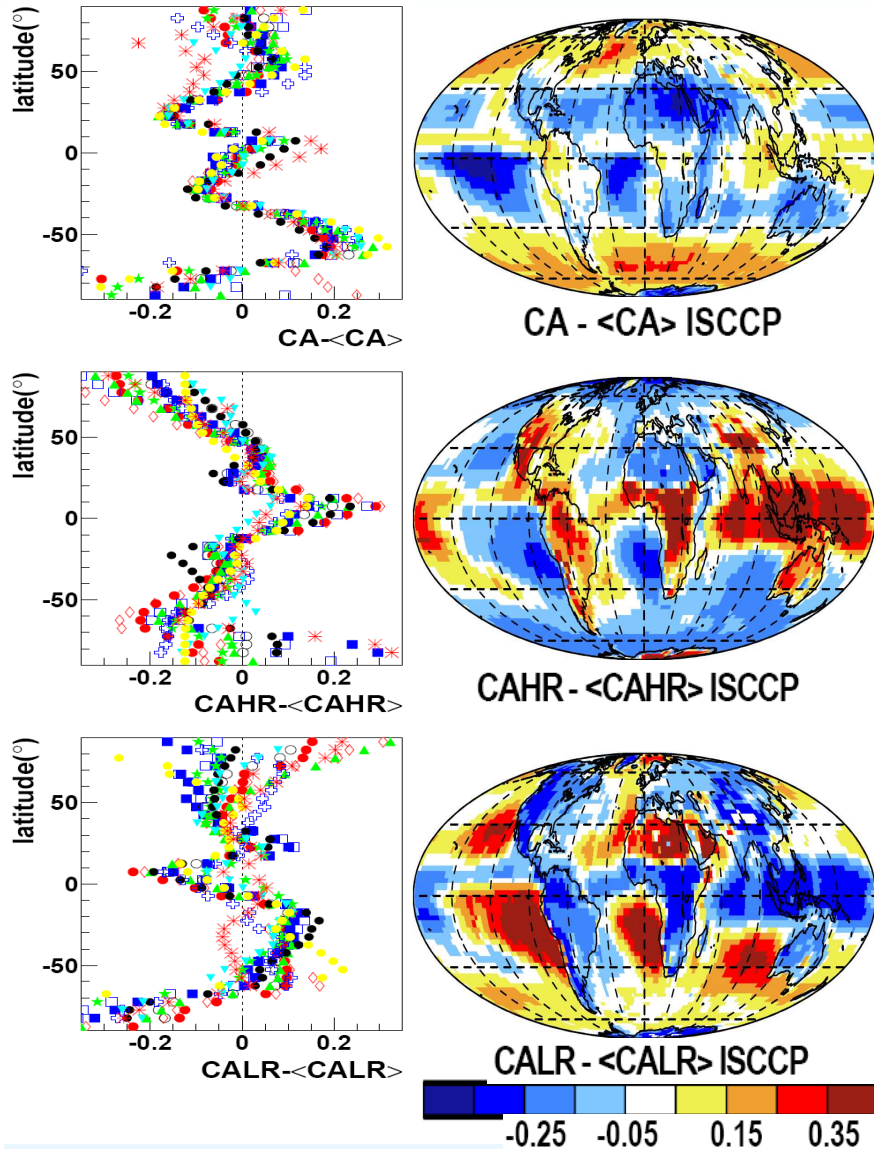 latitude(°)
50
0
-50
-0.2
0
0.2
CA-<CA>
CA - <CA> ISCCP
latitude(°)
50
0
-50
-0.2
0
0.2
CAHR-<CAHR>
CAHR - <CAHR> ISCCP
latitude(°)
50
0
-50
-0.2
0
0.2
CALR-<CALR>
CALR - <CALR> ISCCP
-0.25 -0.05 0.15 0.35